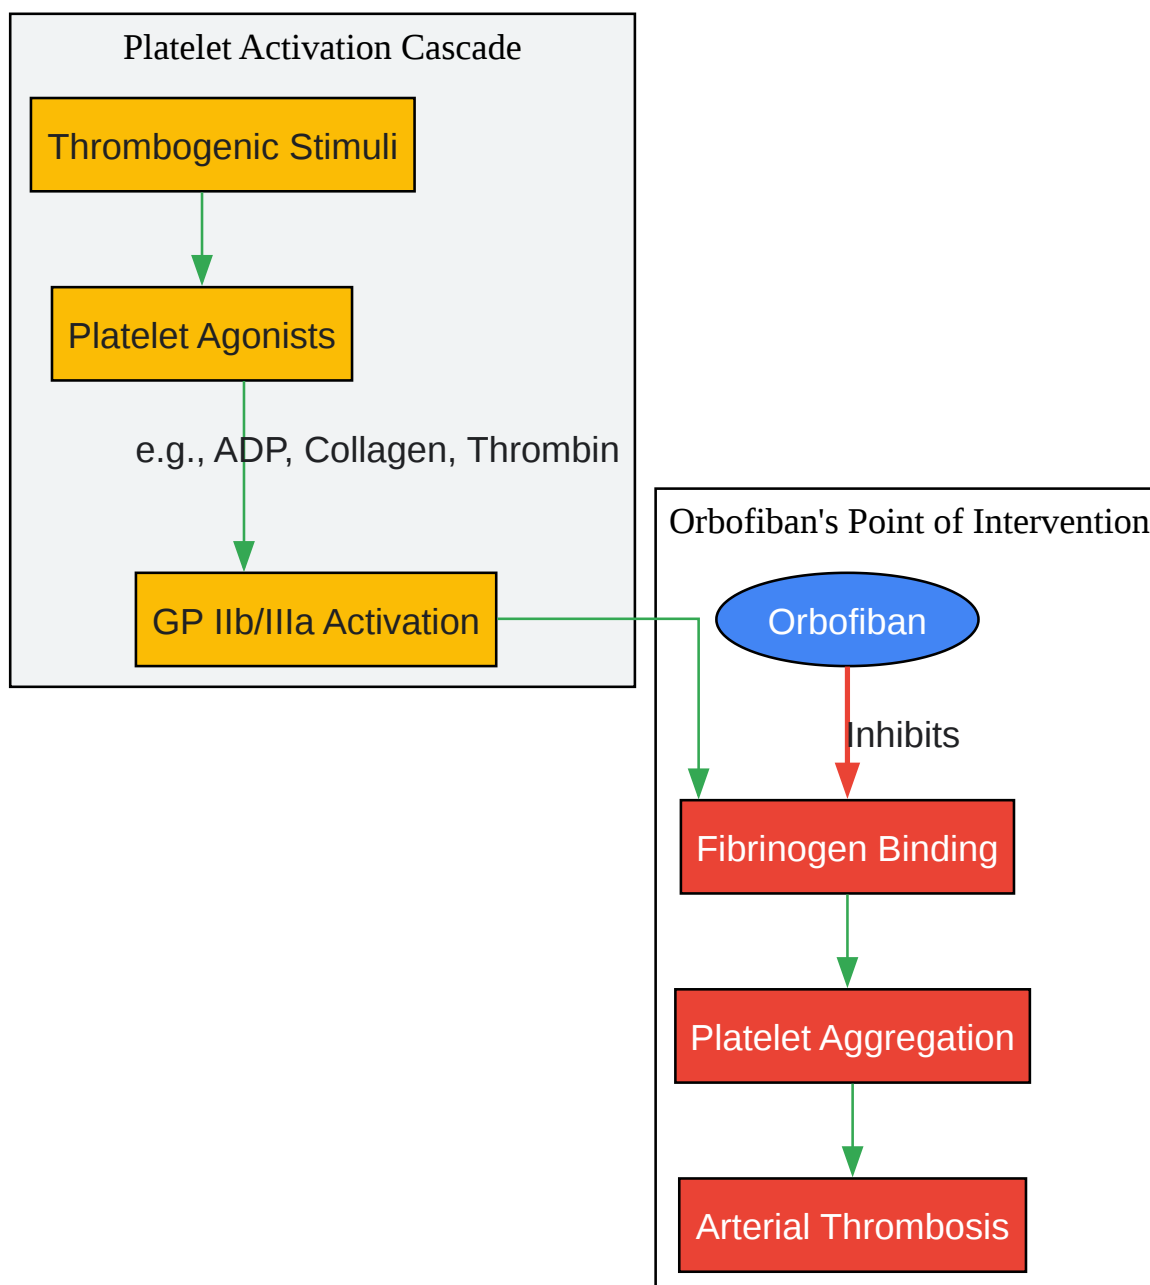 Platelet Activation Cascade
Thrombogenic Stimuli
Platelet Agonists
e.g., ADP, Collagen, Thrombin
GP IIb/IIIa Activation
Orbofiban's Point of Intervention
Orbofiban
Inhibits
Fibrinogen Binding
Platelet Aggregation
Arterial Thrombosis